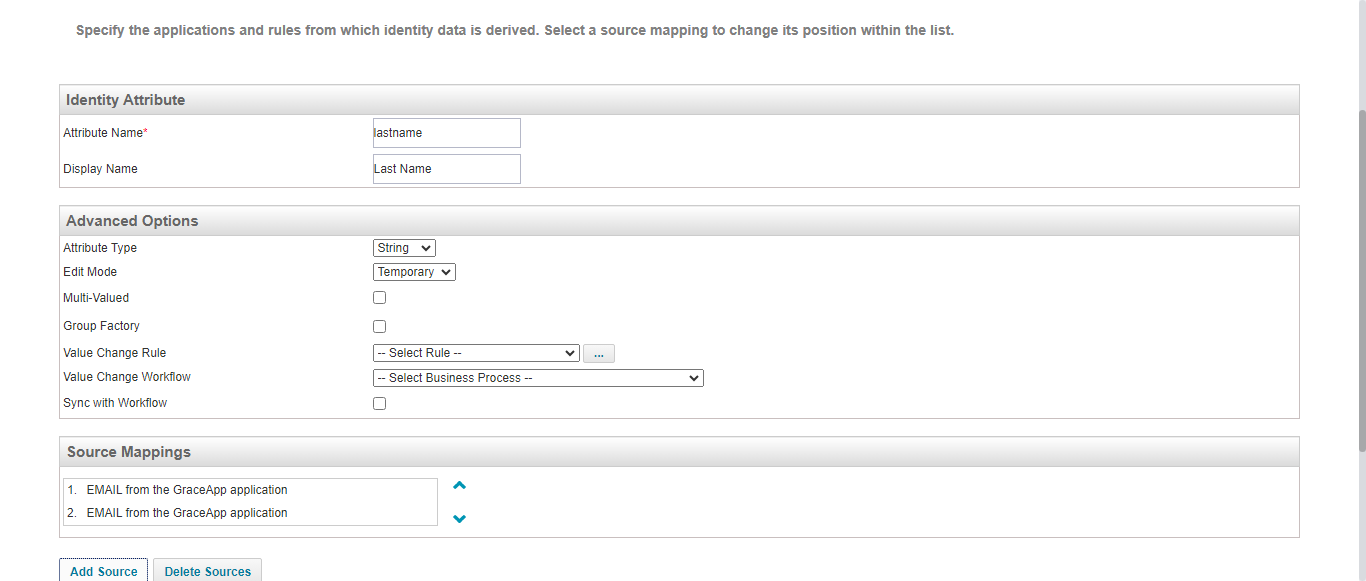 Specify the applications and rules from which identity data is derived. Select a source mapping to change its position within the list.
Identity Attribute
Attribute Name* lastname
Display Name Last Name
Advanced Options
Attribute Type String
Edit Mode Temporary
Multi-Valued
Group Factory
Value Change Rule -- Select Rule -- ...
Value Change Workflow -- Select Business Process --
Sync with Workflow
Source Mappings
1. EMAIL from the GraceApp application
2. EMAIL from the GraceApp application
Add Source Delete Sources